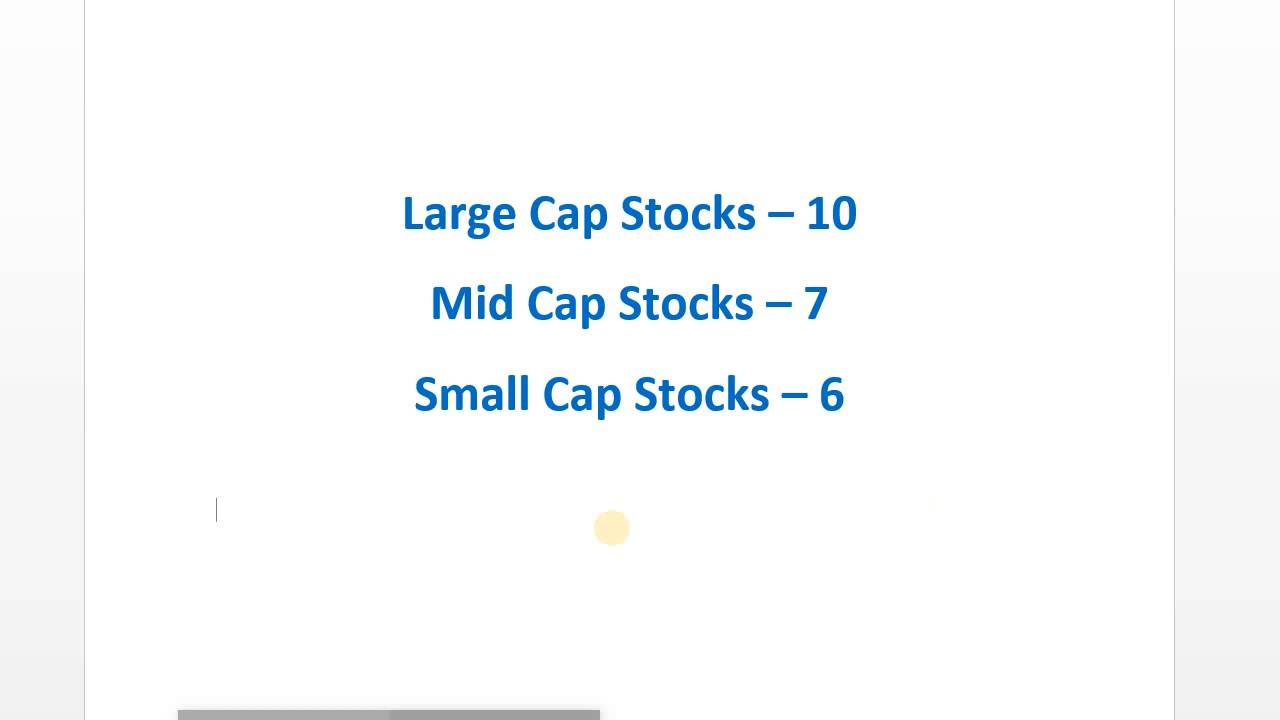 Large Cap Stocks – 10
Mid Cap Stocks – 7
Small Cap Stocks – 6